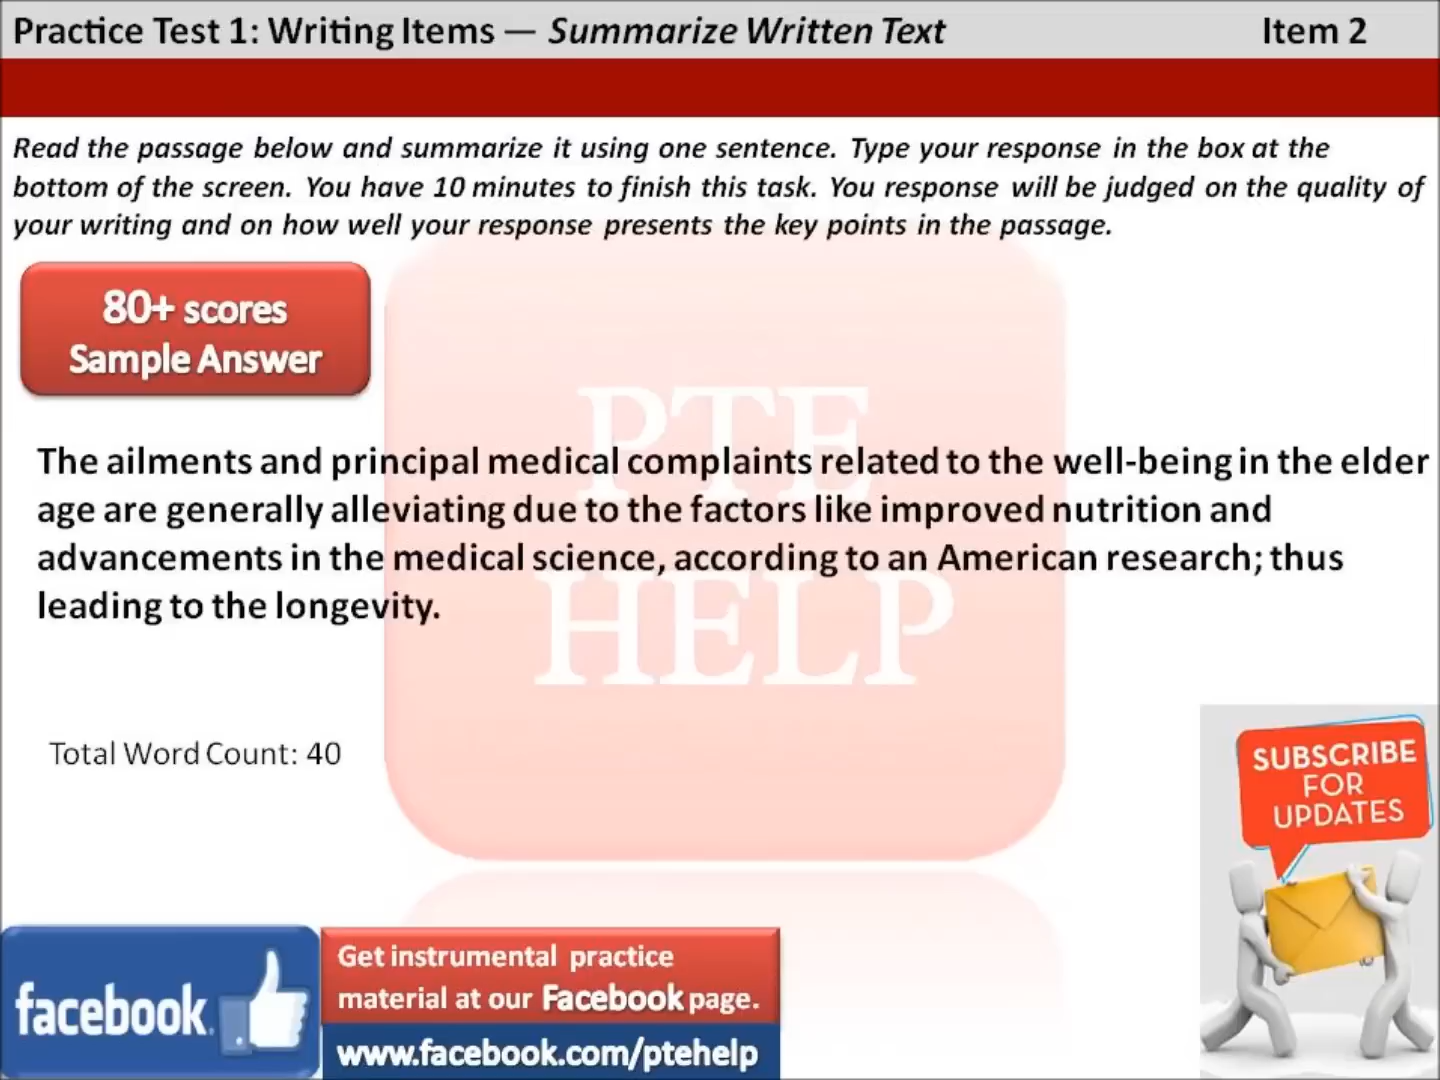 Practice Test 1: Writing Items — Summarize Written Text Item 2
Read the passage below and summarize it using one sentence. Type your response in the box at the
bottom of the screen. You have 10 minutes to finish this task. You response will be judged on the quality of
your writing and on how well your response presents the key points in the passage.
80+ scores
Sample Answer
PTE
HELP
The ailments and principal medical complaints related to the well-being in the elder
age are generally alleviating due to the factors like improved nutrition and
advancements in the medical science, according to an American research; thus
leading to the longevity.
Total Word Count: 40
SUBSCRIBE
FOR
UPDATES
facebook.
Get instrumental practice
material at our Facebook page.
www.facebook.com/ptehelp